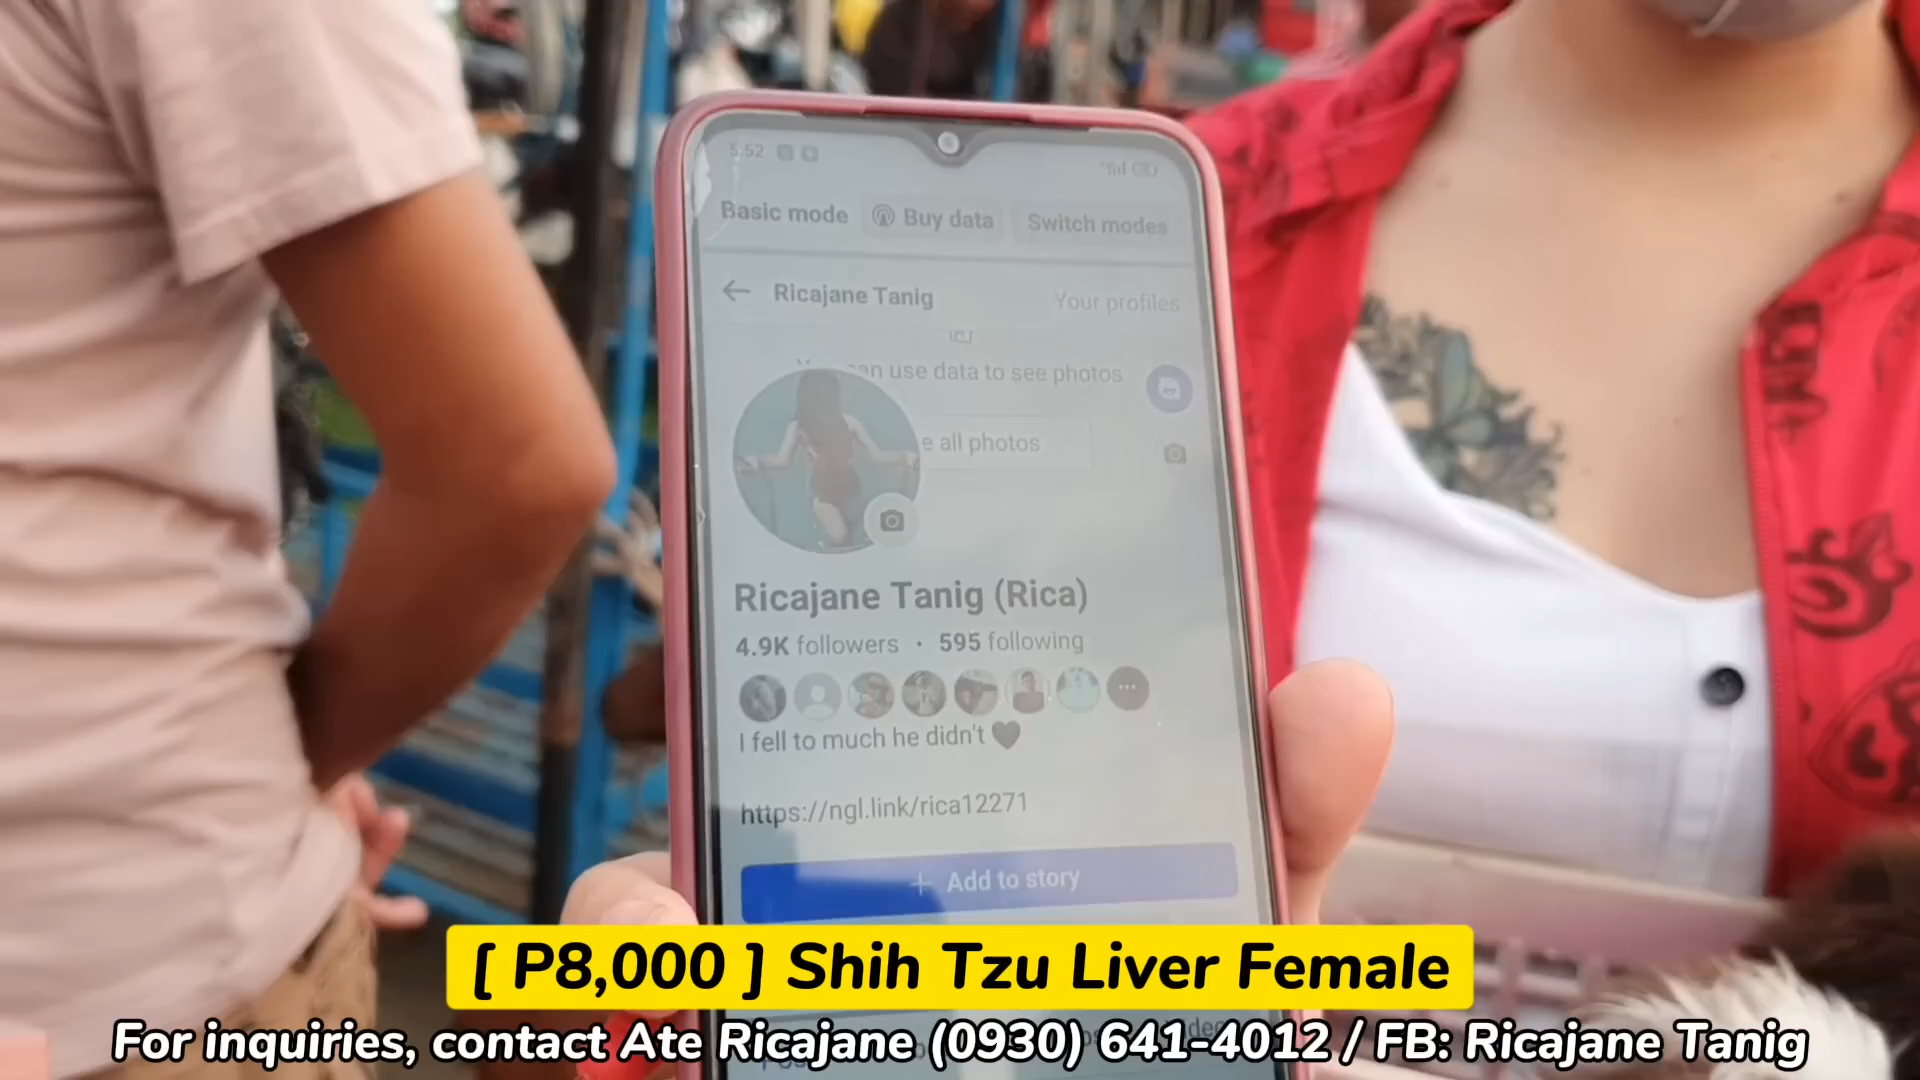 5:52
Basic mode Buy data Switch modes
Ricajane Tanig Your profiles
can use data to see photos
e all photos
Ricajane Tanig (Rica)
4.9K followers · 595 following
I fell to much he didn't 🖤
https://ngl.link/rica12271
+ Add to story
[ P8,000 ] Shih Tzu Liver Female
For inquiries, contact Ate Ricajane (0930) 641-4012 / FB: Ricajane Tanig